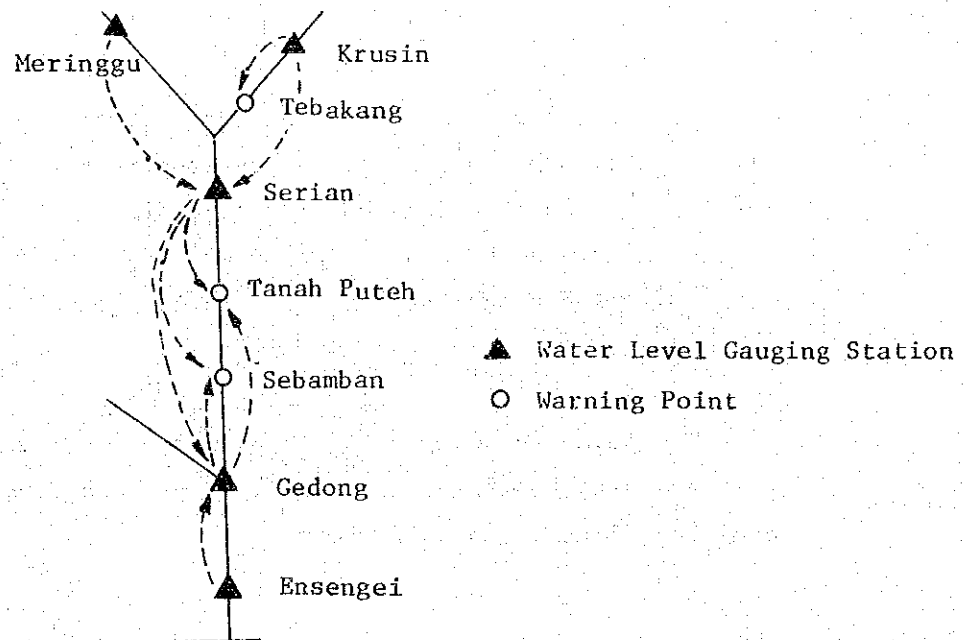 Meringgu
Krusin
Tebakang
Serian
Tanah Puteh
Water Level Gauging Station
Sebamban
Warning Point
Gedong
Ensengei